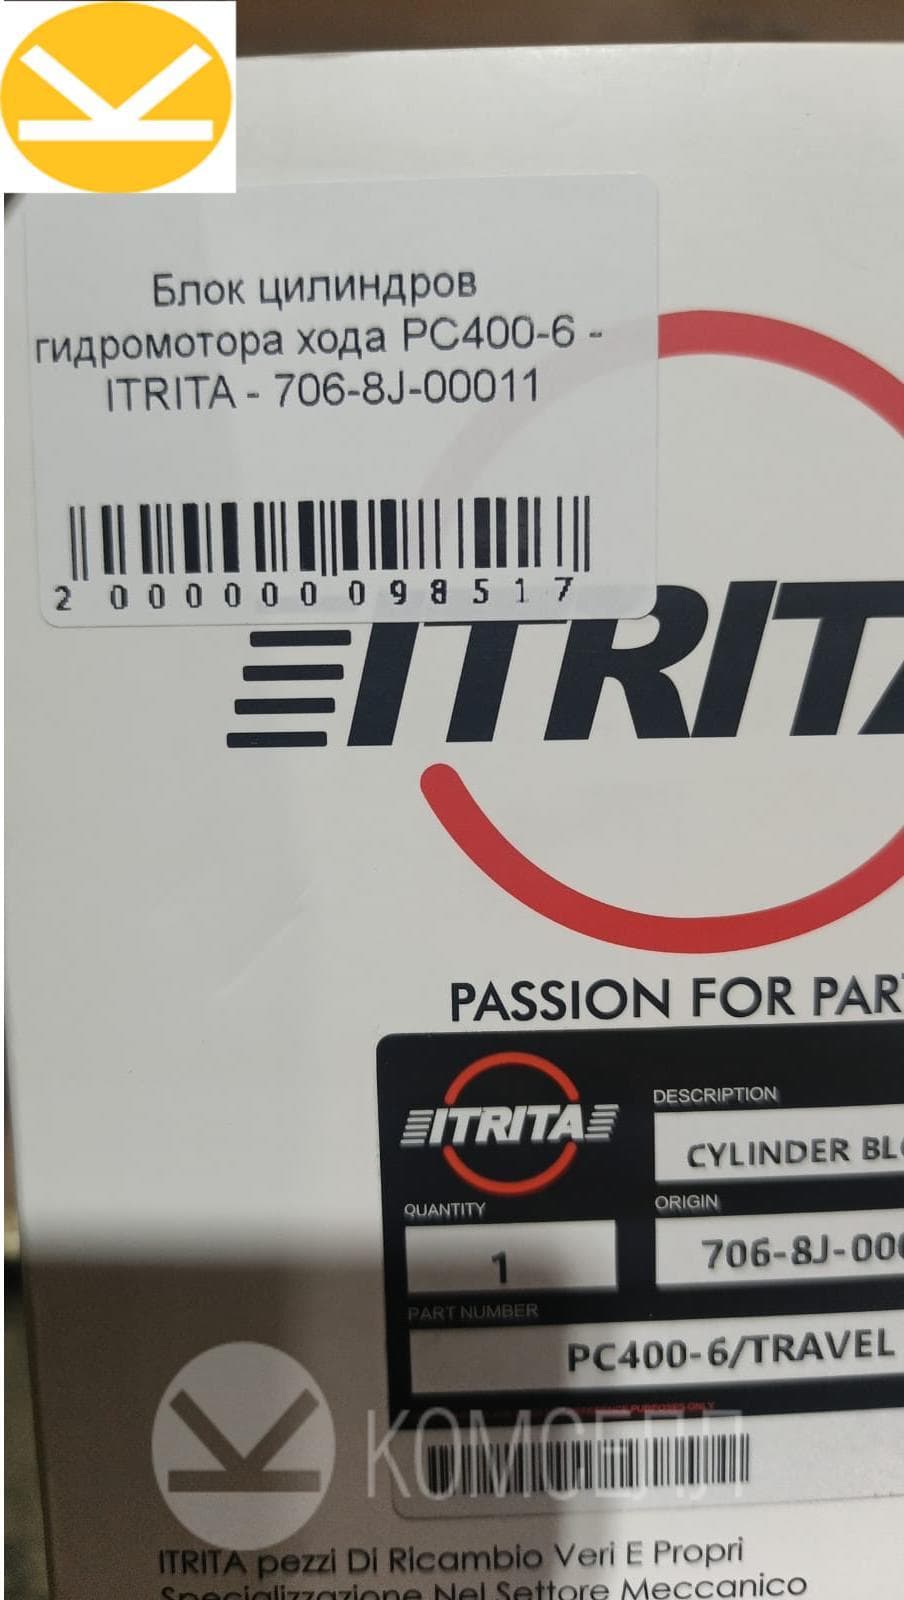 Блок цилиндров
гидромотора хода PC400-6 -
ITRITA - 706-8J-00011
2 000000 098517
ITRITA
PASSION FOR PAR
ITRITA
DESCRIPTION
CYLINDER BL
QUANTITY
ORIGIN
1
706-8J-00
PART NUMBER
PC400-6/TRAVEL
PURPOSES ONLY
КОМСЕЛЛ
ITRITA pezzi Di Ricambio Veri E Propri
Specializzazione Nel Settore Meccanico